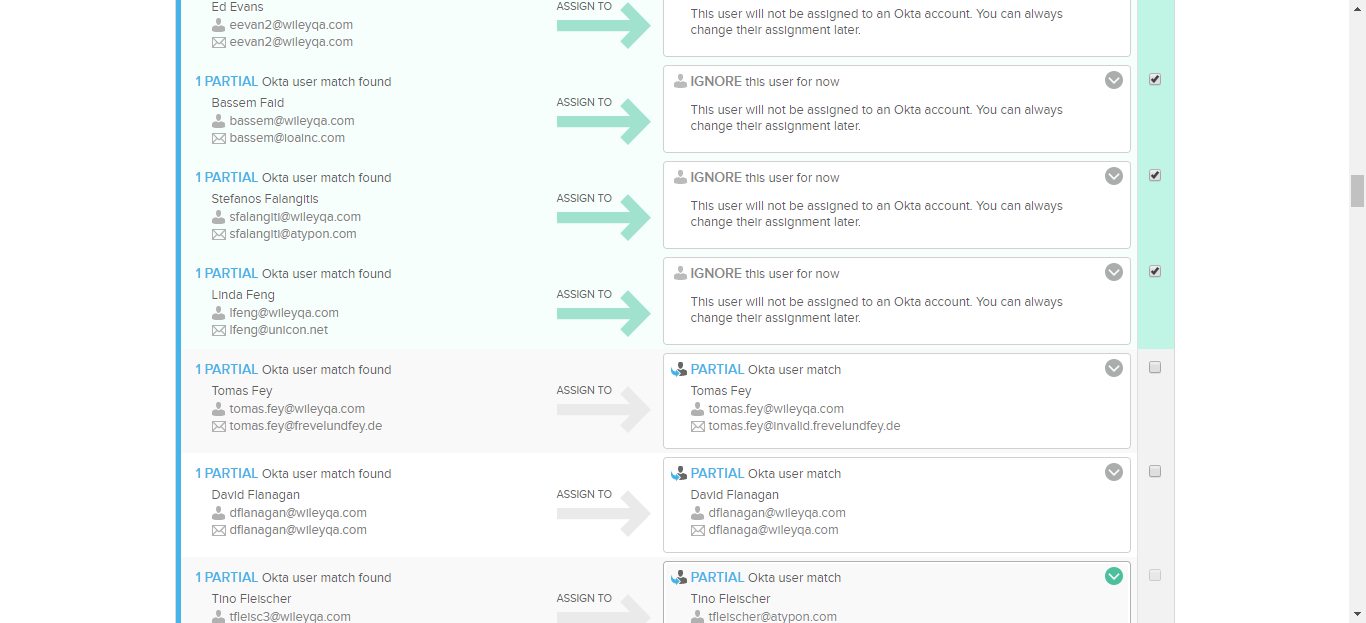 Ed Evans
eevan2@wileyqa.com
eevan2@wileyqa.com
ASSIGN TO
This user will not be assigned to an Okta account. You can always
change their assignment later.
1 PARTIAL Okta user match found
Bassem Faid
bassem@wileyqa.com
bassem@ioainc.com
ASSIGN TO
IGNORE this user for now
This user will not be assigned to an Okta account. You can always
change their assignment later.
1 PARTIAL Okta user match found
Stefanos Falangitis
sfalangiti@wileyqa.com
sfalangiti@atypon.com
ASSIGN TO
IGNORE this user for now
This user will not be assigned to an Okta account. You can always
change their assignment later.
1 PARTIAL Okta user match found
Linda Feng
lfeng@wileyqa.com
lfeng@unicon.net
ASSIGN TO
IGNORE this user for now
This user will not be assigned to an Okta account. You can always
change their assignment later.
1 PARTIAL Okta user match found
Tomas Fey
tomas.fey@wileyqa.com
tomas.fey@frevelundfey.de
ASSIGN TO
PARTIAL Okta user match
Tomas Fey
tomas.fey@wileyqa.com
tomas.fey@invalid.frevelundfey.de
1 PARTIAL Okta user match found
David Flanagan
dflanagan@wileyqa.com
dflanagan@wileyqa.com
ASSIGN TO
PARTIAL Okta user match
David Flanagan
dflanagan@wileyqa.com
dflanaga@wileyqa.com
1 PARTIAL Okta user match found
Tino Fleischer
tfleisc3@wileyqa.com
ASSIGN TO
PARTIAL Okta user match
Tino Fleischer
tfleischer@atypon.com